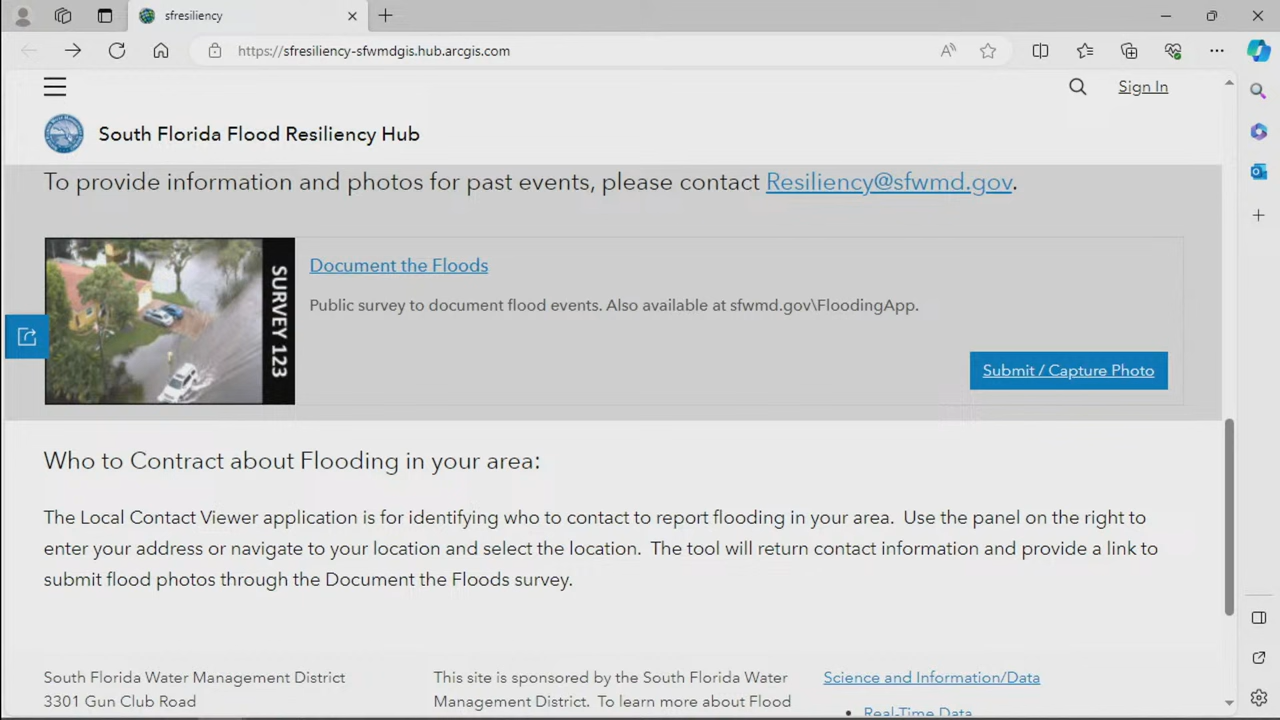 sfresiliency
https://sfresiliency-sfwmdgis.hub.arcgis.com
Sign In
South Florida Flood Resiliency Hub
To provide information and photos for past events, please contact Resiliency@sfwmd.gov.
SURVEY 123
Document the Floods
Public survey to document flood events. Also available at sfwmd.gov\FloodingApp.
Submit / Capture Photo
Who to Contract about Flooding in your area:
The Local Contact Viewer application is for identifying who to contact to report flooding in your area. Use the panel on the right to
enter your address or navigate to your location and select the location. The tool will return contact information and provide a link to
submit flood photos through the Document the Floods survey.
South Florida Water Management District
3301 Gun Club Road
This site is sponsored by the South Florida Water
Management District. To learn more about Flood
Science and Information/Data
• Real-Time Data